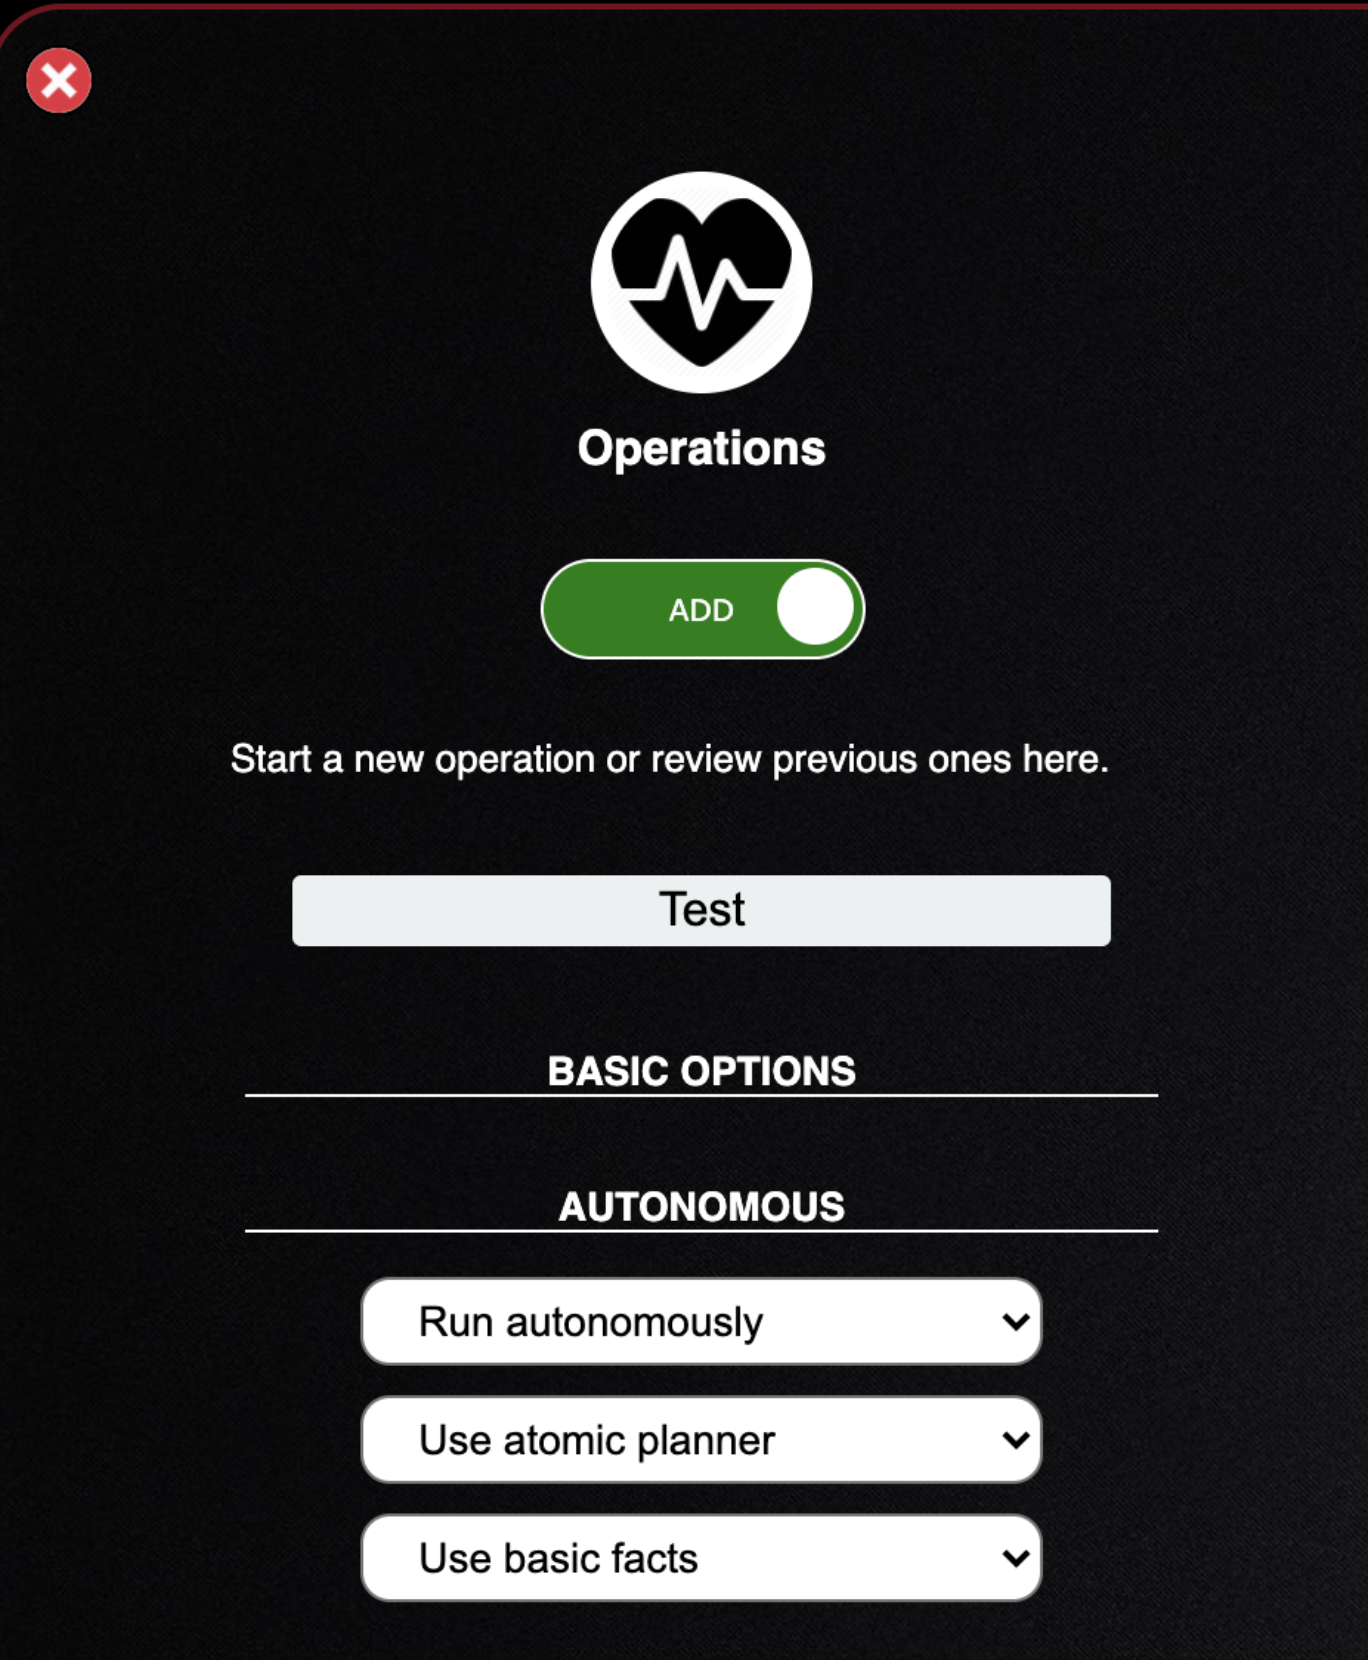 Operations
ADD
Start a new operation or review previous ones here.
Test
BASIC OPTIONS
AUTONOMOUS
Run autonomously
Use atomic planner
Use basic facts